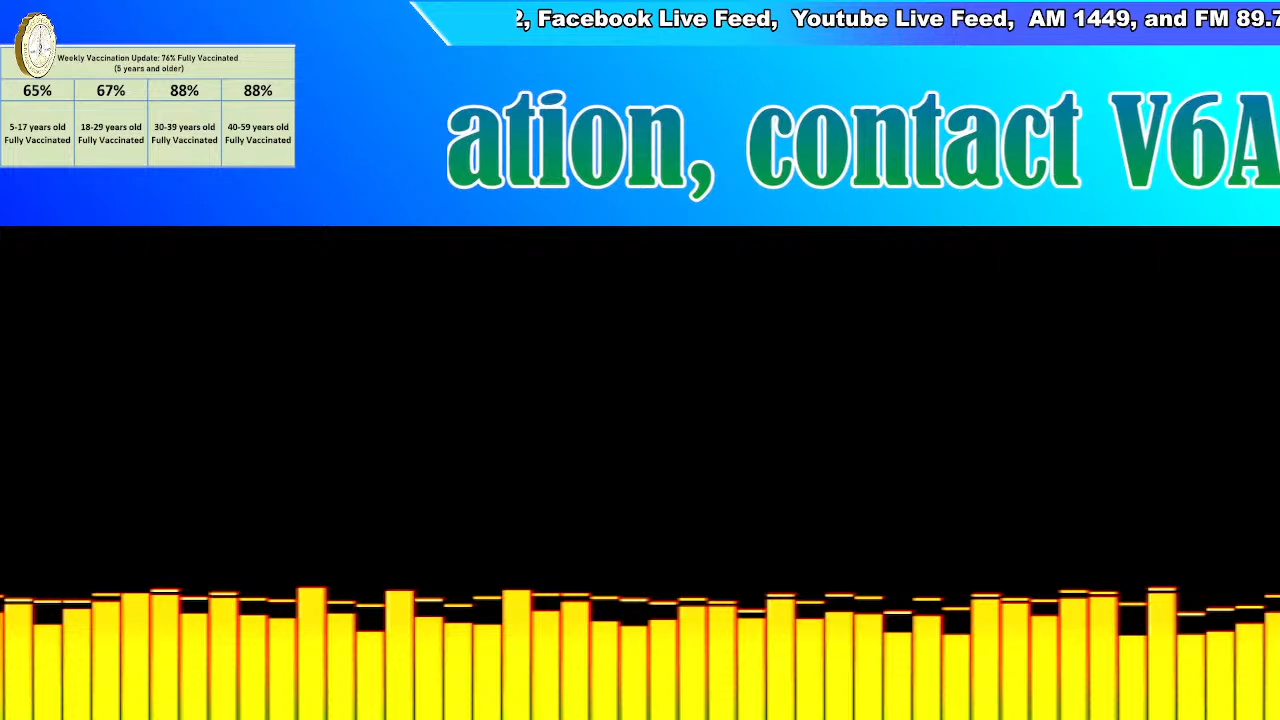 2, Facebook Live Feed, Youtube Live Feed, AM 1449, and FM 89.7
Weekly Vaccination Update: 76% Fully Vaccinated
(5 years and older)
65% 67% 88% 88%
5-17 years old 18-29 years old 30-39 years old 40-59 years old
Fully Vaccinated Fully Vaccinated Fully Vaccinated Fully Vaccinated
ation, contact V6A